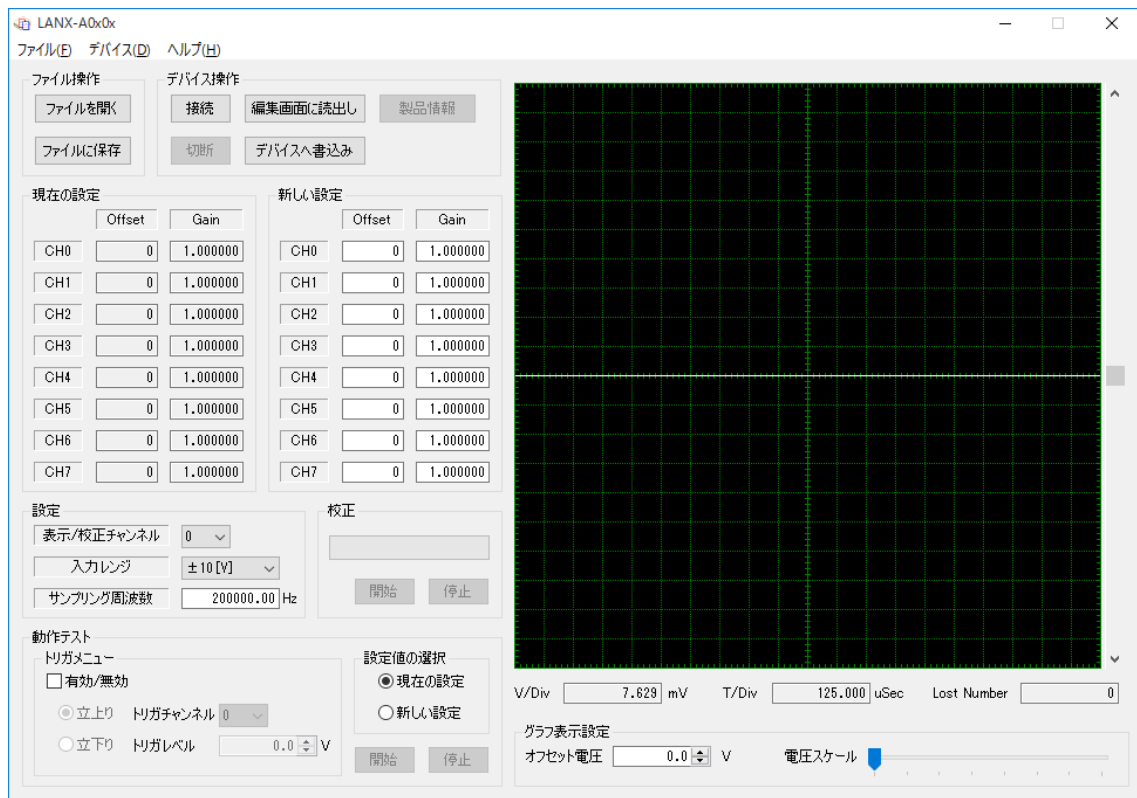 LANX-A0x0x
ファイル(F) デバイス(D) ヘルプ(H)
ファイル操作
ファイルを開く
ファイルに保存
デバイス操作
接続 編集画面に読出し 製品情報
切断 デバイスへ書込み
現在の設定
Offset Gain
CH0 0 1.000000
CH1 0 1.000000
CH2 0 1.000000
CH3 0 1.000000
CH4 0 1.000000
CH5 0 1.000000
CH6 0 1.000000
CH7 0 1.000000
新しい設定
Offset Gain
CH0 0 1.000000
CH1 0 1.000000
CH2 0 1.000000
CH3 0 1.000000
CH4 0 1.000000
CH5 0 1.000000
CH6 0 1.000000
CH7 0 1.000000
設定
表示/校正チャンネル 0
入力レンジ ±10[V]
サンプリング周波数 200000.00 Hz
校正
開始 停止
動作テスト
トリガメニュー
有効/無効
立上り トリガチャンネル 0
立下り トリガレベル 0.0 V
設定値の選択
現在の設定
新しい設定
開始 停止
V/Div 7.629 mV T/Div 125.000 uSec Lost Number 0
グラフ表示設定
オフセット電圧 0.0 V 電圧スケール